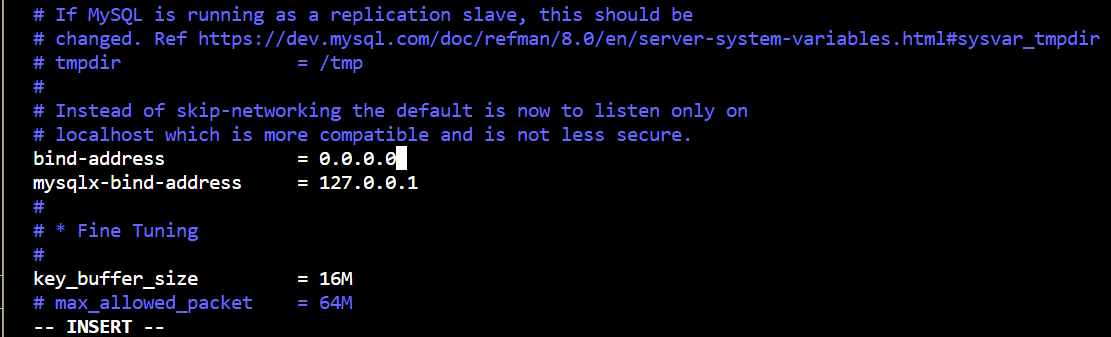 # If MySQL is running as a replication slave, this should be
# changed. Ref https://dev.mysql.com/doc/refman/8.0/en/server-system-variables.html#sysvar_tmpdir
# tmpdir                = /tmp
#
# Instead of skip-networking the default is now to listen only on
# localhost which is more compatible and is not less secure.
bind-address            = 0.0.0.0
mysqlx-bind-address     = 127.0.0.1
#
# * Fine Tuning
#
key_buffer_size         = 16M
# max_allowed_packet    = 64M
-- INSERT --